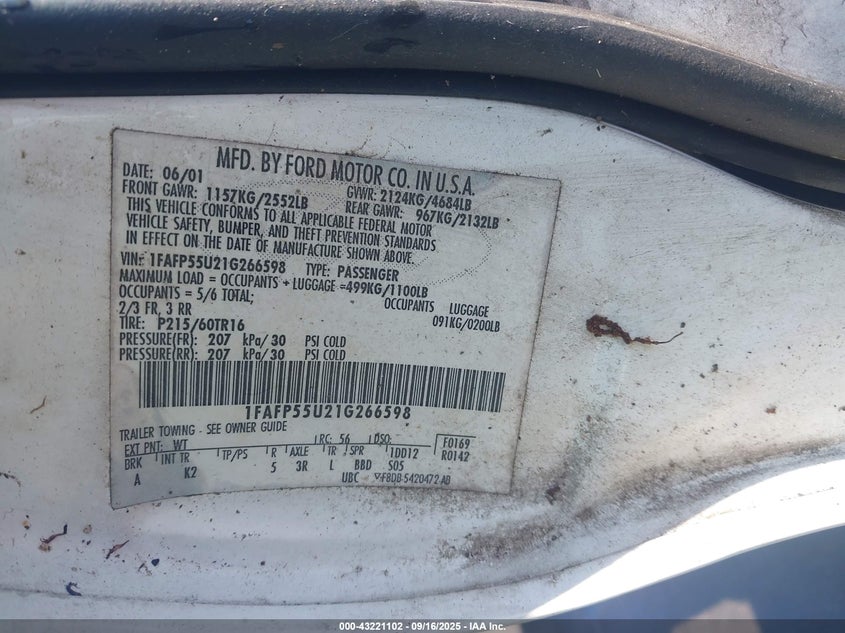 MFD. BY FORD MOTOR CO. IN U.S.A.
DATE: 06/01 GVWR: 2124KG/4684LB
FRONT GAWR: 1157KG/2552LB REAR GAWR: 967KG/2132LB
THIS VEHICLE CONFORMS TO ALL APPLICABLE FEDERAL MOTOR
VEHICLE SAFETY, BUMPER, AND THEFT PREVENTION STANDARDS
IN EFFECT ON THE DATE OF MANUFACTURE SHOWN ABOVE.
VIN: 1FAFP55U21G266598 TYPE: PASSENGER
MAXIMUM LOAD = OCCUPANTS + LUGGAGE =499KG/1100LB
OCCUPANTS = 5/6 TOTAL; OCCUPANTS LUGGAGE
2/3 FR, 3 RR 091KG/0200LB
TIRE: P215/60TR16
PRESSURE(FR): 207 kPa/30 PSI COLD
PRESSURE(RR): 207 kPa/30 PSI COLD
1FAFP55U21G266598
TRAILER TOWING - SEE OWNER GUIDE
EXT PNT: WT RC: 56 DSO: F0169
BRK INT TR TP/PS R AXLE TR SPR 1DD12 R0142
A K2 5 3R L BBD S05
UBC F8DB-5420472AB
000-43221102 - 09/16/2025 - IAA Inc.